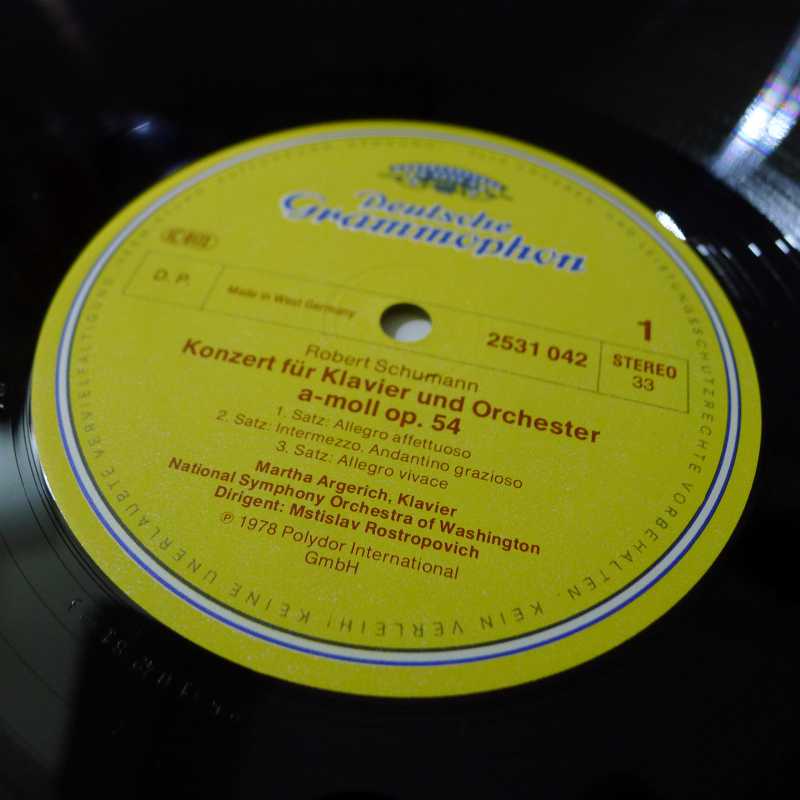 Deutsche
Grammophon
D. P.
Made in West Germany
2531 042
1
STEREO
33
Robert Schumann
Konzert für Klavier und Orchester
a-moll op. 54
1. Satz: Allegro affettuoso
2. Satz: Intermezzo. Andantino grazioso
3. Satz: Allegro vivace
Martha Argerich, Klavier
National Symphony Orchestra of Washington
Dirigent: Mstislav Rostropovich
℗ 1978 Polydor International
GmbH
UND LEISTUNGSSCHUTZRECHTE VORBEHALTEN. KEIN VERLEIH! KEINE UNERLAUBTE VERVIELFÄLTIGUNG